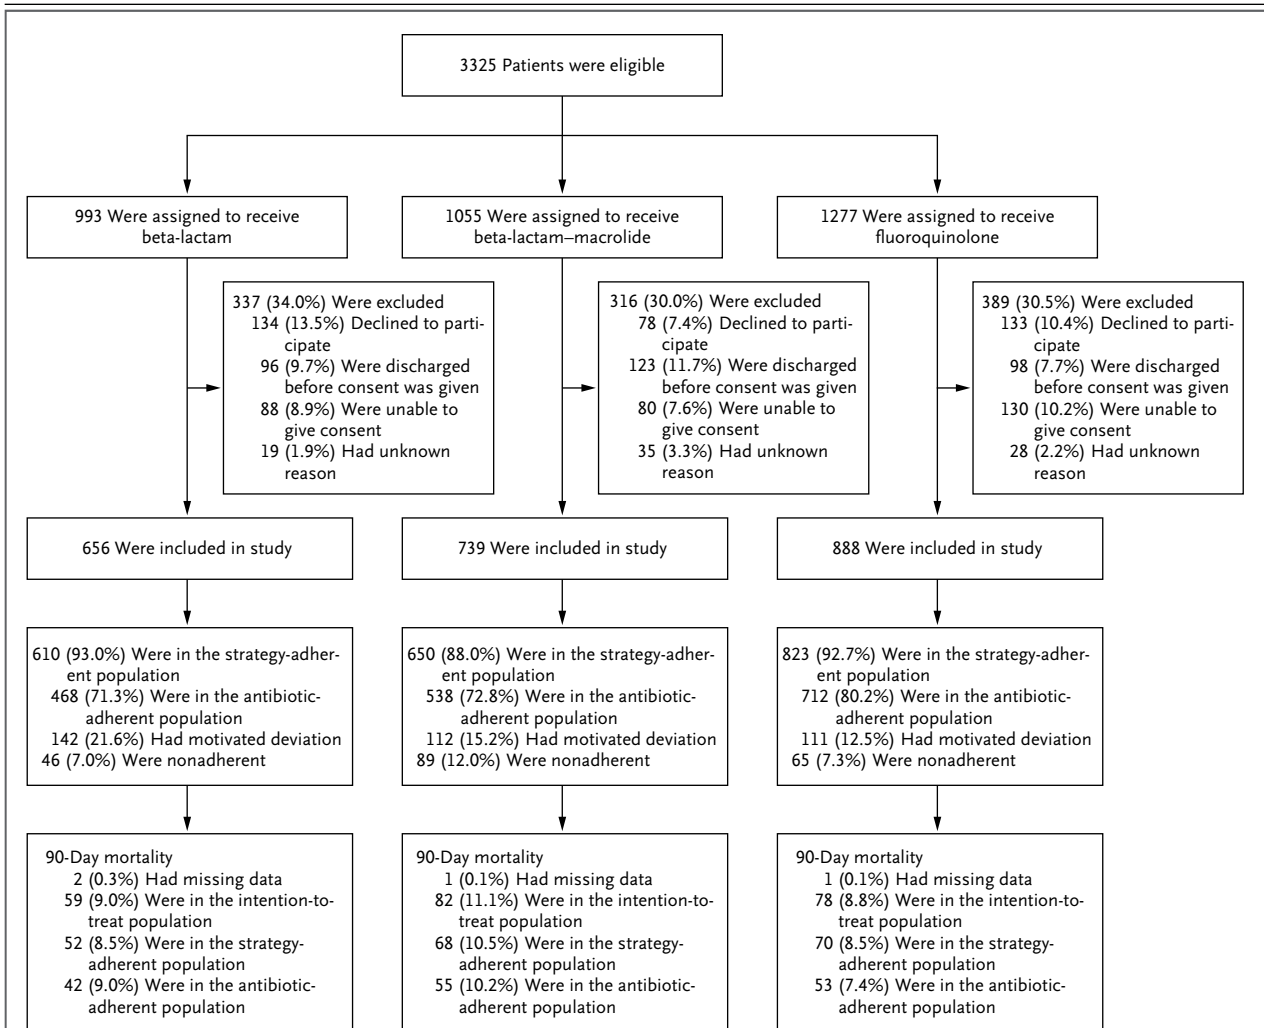 3325 Patients were eligible
993 Were assigned to receive
beta-lactam
1055 Were assigned to receive
beta-lactam–macrolide
1277 Were assigned to receive
fluoroquinolone
337 (34.0%) Were excluded
134 (13.5%) Declined to parti-
cipate
96 (9.7%) Were discharged
before consent was given
88 (8.9%) Were unable to
give consent
19 (1.9%) Had unknown
reason
316 (30.0%) Were excluded
78 (7.4%) Declined to parti-
cipate
123 (11.7%) Were discharged
before consent was given
80 (7.6%) Were unable to
give consent
35 (3.3%) Had unknown
reason
389 (30.5%) Were excluded
133 (10.4%) Declined to parti-
cipate
98 (7.7%) Were discharged
before consent was given
130 (10.2%) Were unable to
give consent
28 (2.2%) Had unknown
reason
656 Were included in study
739 Were included in study
888 Were included in study
610 (93.0%) Were in the strategy-adher-
ent population
468 (71.3%) Were in the antibiotic-
adherent population
142 (21.6%) Had motivated deviation
46 (7.0%) Were nonadherent
650 (88.0%) Were in the strategy-adher-
ent population
538 (72.8%) Were in the antibiotic-
adherent population
112 (15.2%) Had motivated deviation
89 (12.0%) Were nonadherent
823 (92.7%) Were in the strategy-adher-
ent population
712 (80.2%) Were in the antibiotic-
adherent population
111 (12.5%) Had motivated deviation
65 (7.3%) Were nonadherent
90-Day mortality
2 (0.3%) Had missing data
59 (9.0%) Were in the intention-to-
treat population
52 (8.5%) Were in the strategy-
adherent population
42 (9.0%) Were in the antibiotic-
adherent population
90-Day mortality
1 (0.1%) Had missing data
82 (11.1%) Were in the intention-to-
treat population
68 (10.5%) Were in the strategy-
adherent population
55 (10.2%) Were in the antibiotic-
adherent population
90-Day mortality
1 (0.1%) Had missing data
78 (8.8%) Were in the intention-to-
treat population
70 (8.5%) Were in the strategy-
adherent population
53 (7.4%) Were in the antibiotic-
adherent population